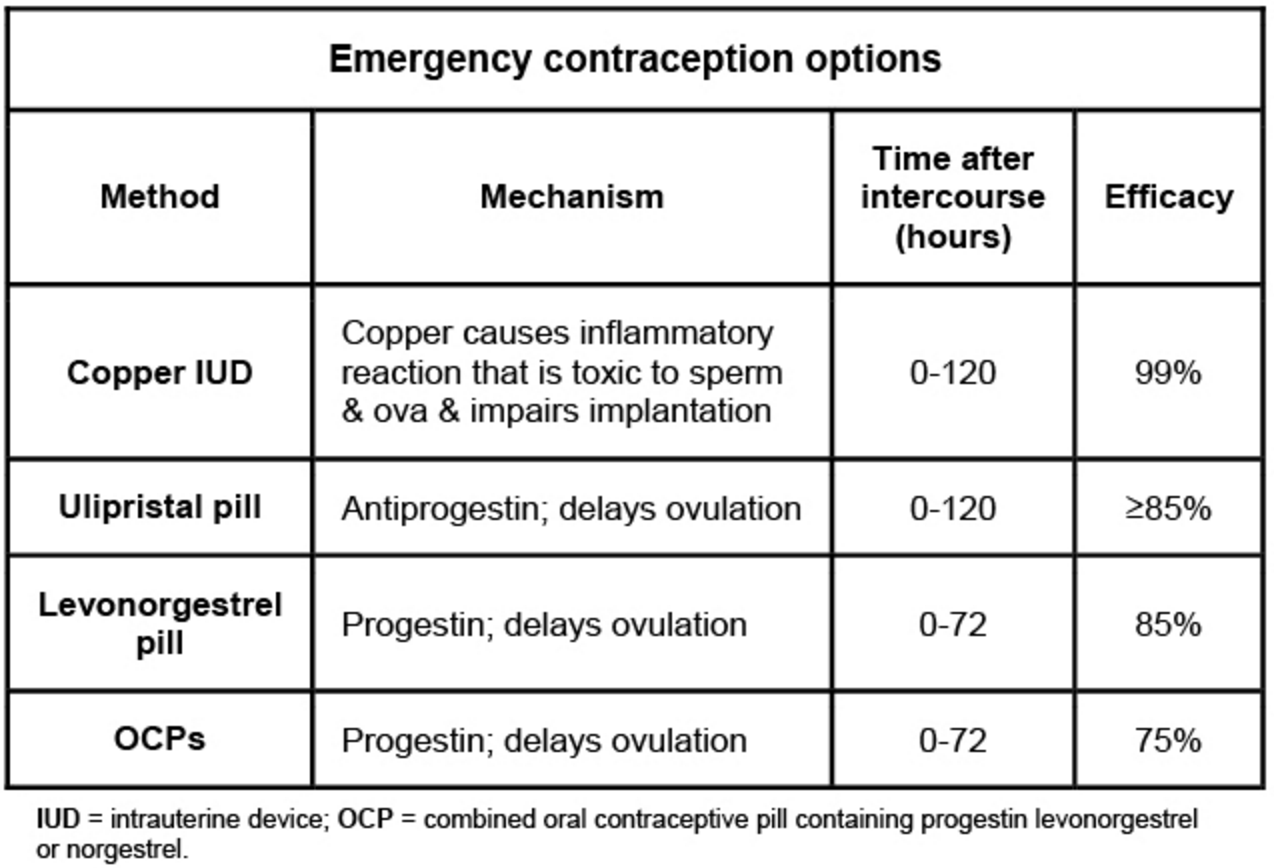 Emergency contraception options
Method
Mechanism
Time after
intercourse
(hours)
Efficacy
Copper IUD
Copper causes inflammatory
reaction that is toxic to sperm
& ova & impairs implantation
0-120
99%
Ulipristal pill
Antiprogestin; delays ovulation
0-120
≥85%
Levonorgestrel
pill
Progestin; delays ovulation
0-72
85%
OCPs
Progestin; delays ovulation
0-72
75%
IUD = intrauterine device; OCP = combined oral contraceptive pill containing progestin levonorgestrel
or norgestrel.